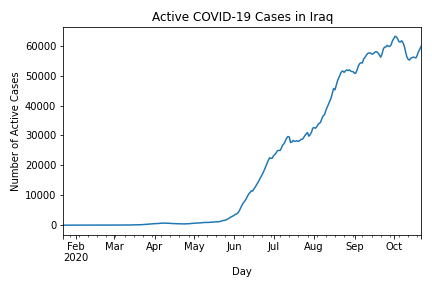 Active COVID-19 Cases in Iraq
Number of Active Cases
60000
50000
40000
30000
20000
10000
0
Feb Mar Apr May Jun Jul Aug Sep Oct
2020
Day